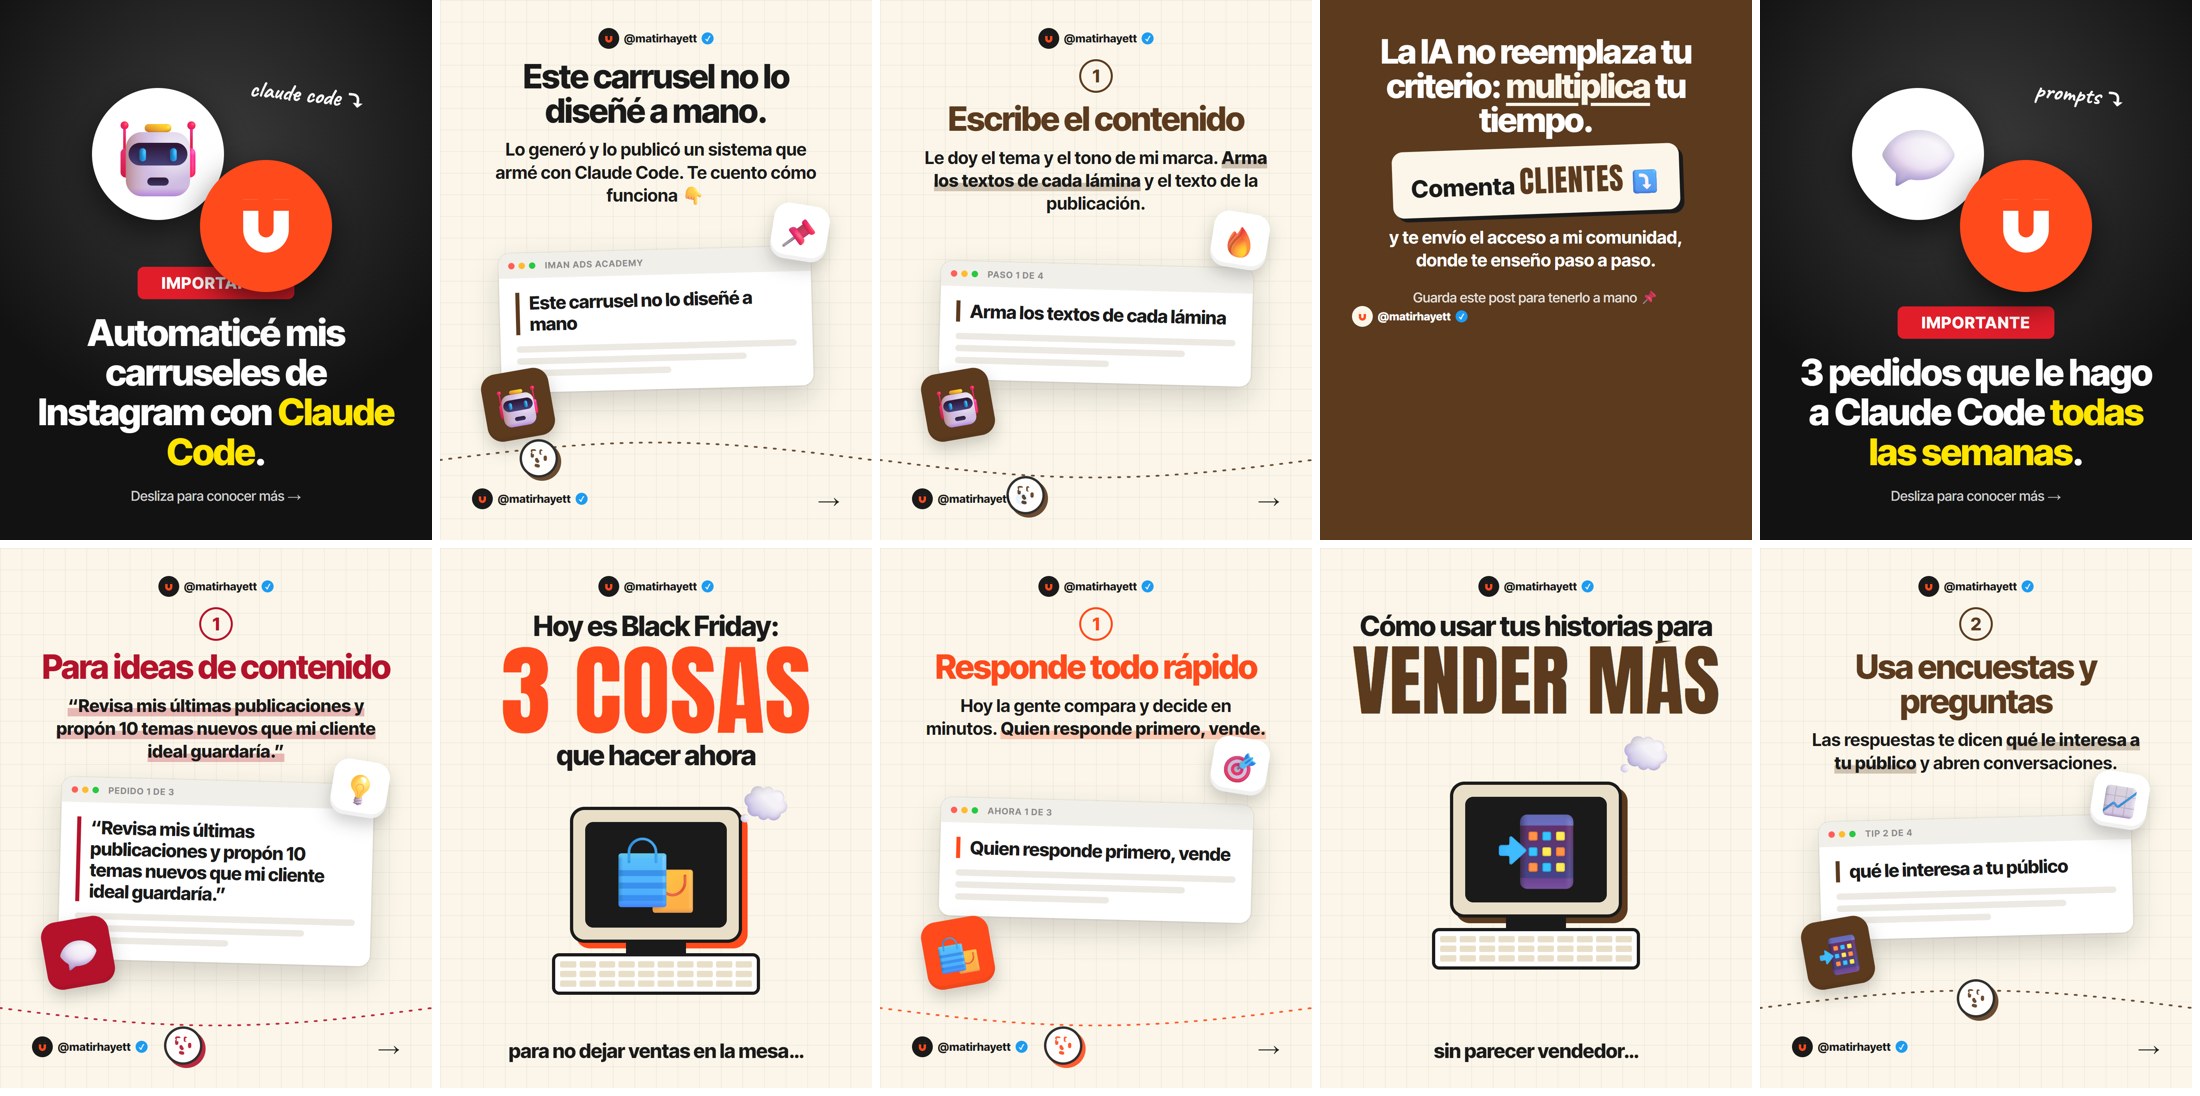 claude code
IMPORTA
Automaticé mis
carruseles de
Instagram con Claude
Code.
Desliza para conocer más →
@matirhayett
Este carrusel no lo
diseñé a mano.
Lo generó y lo publicó un sistema que
armé con Claude Code. Te cuento cómo
funciona 👇
IMAN ADS ACADEMY
Este carrusel no lo diseñé a
mano
@matirhayett
→
@matirhayett
1
Escribe el contenido
Le doy el tema y el tono de mi marca. Arma
los textos de cada lámina y el texto de la
publicación.
PASO 1 DE 4
Arma los textos de cada lámina
@matirhayett
→
La IA no reemplaza tu
criterio: multiplica tu
tiempo.
Comenta CLIENTES ⤵️
y te envío el acceso a mi comunidad,
donde te enseño paso a paso.
Guarda este post para tenerlo a mano 📌
@matirhayett
prompts
IMPORTANTE
3 pedidos que le hago
a Claude Code todas
las semanas.
Desliza para conocer más →
@matirhayett
1
Para ideas de contenido
“Revisa mis últimas publicaciones y
propón 10 temas nuevos que mi cliente
ideal guardaría.”
PEDIDO 1 DE 3
“Revisa mis últimas
publicaciones y propón 10
temas nuevos que mi cliente
ideal guardaría.”
@matirhayett
→
@matirhayett
Hoy es Black Friday:
3 COSAS
que hacer ahora
para no dejar ventas en la mesa...
@matirhayett
1
Responde todo rápido
Hoy la gente compara y decide en
minutos. Quien responde primero, vende.
AHORA 1 DE 3
Quien responde primero, vende
@matirhayett
→
@matirhayett
Cómo usar tus historias para
VENDER MÁS
sin parecer vendedor...
@matirhayett
2
Usa encuestas y
preguntas
Las respuestas te dicen qué le interesa a
tu público y abren conversaciones.
TIP 2 DE 4
qué le interesa a tu público
@matirhayett
→